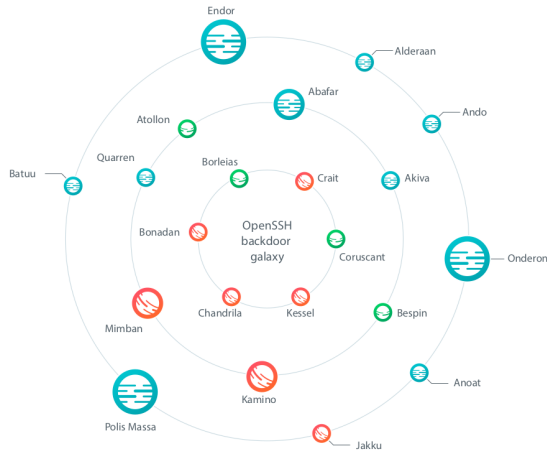 Endor
Alderaan
Abafar
Ando
Atollon
Quarren
Borleias
Batuu
Crait
Akiva
Bonadan
OpenSSH
backdoor
galaxy
Coruscant
Onderon
Chandrila
Kessel
Bespin
Mimban
Anoat
Kamino
Polis Massa
Jakku